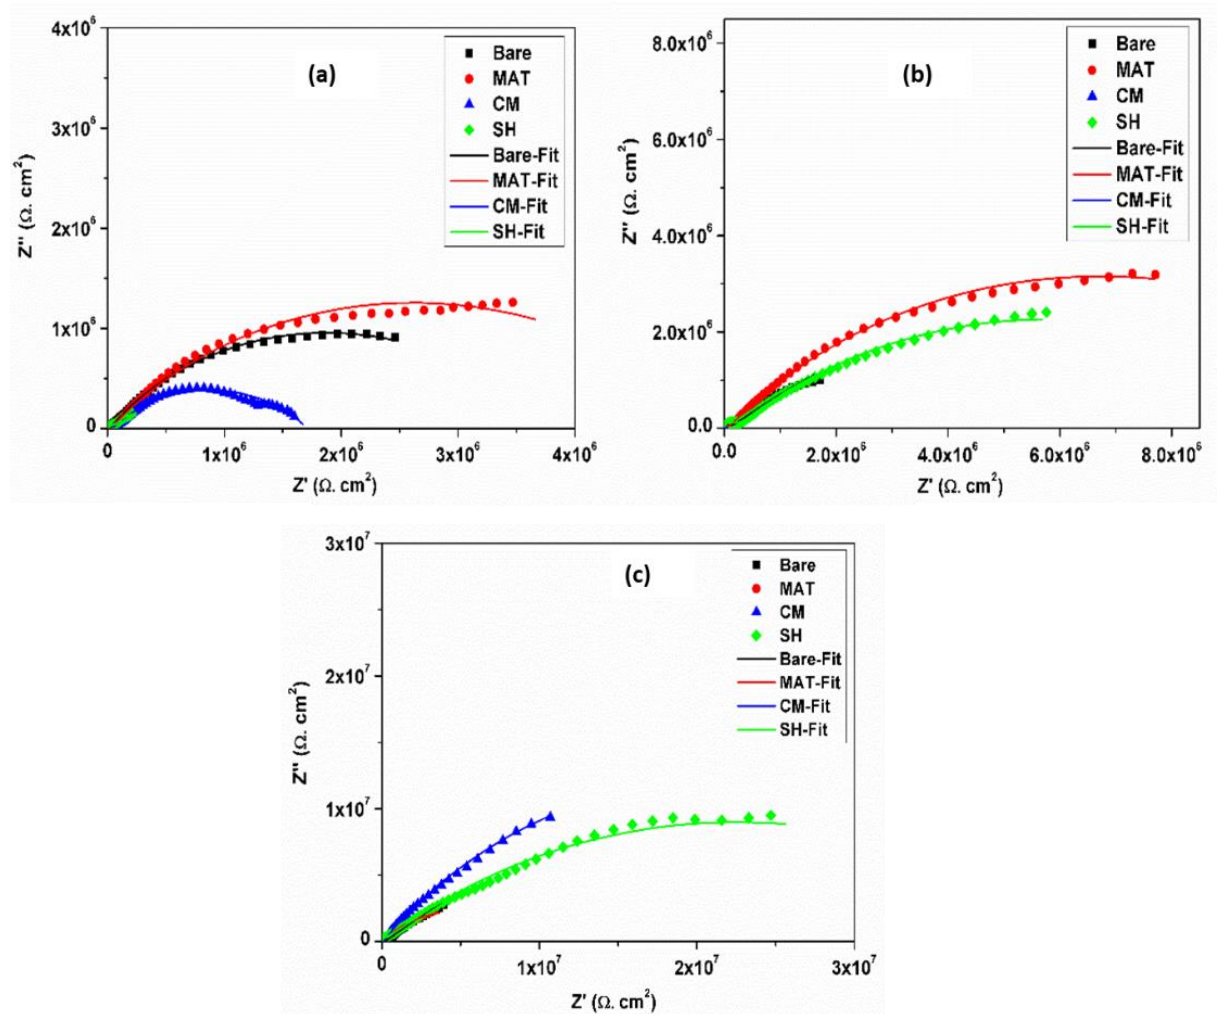 (a)
4x10⁶
3x10⁶
2x10⁶
1x10⁶
0
Z'' (Ω. cm²)
Bare
MAT
CM
SH
Bare-Fit
MAT-Fit
CM-Fit
SH-Fit
0 1x10⁶ 2x10⁶ 3x10⁶ 4x10⁶
Z' (Ω. cm²)
(b)
8.0x10⁶
6.0x10⁶
4.0x10⁶
2.0x10⁶
0.0
Z'' (Ω. cm²)
Bare
MAT
CM
SH
Bare-Fit
MAT-Fit
CM-Fit
SH-Fit
0.0 2.0x10⁶ 4.0x10⁶ 6.0x10⁶ 8.0x10⁶
Z' (Ω. cm²)
(c)
3x10⁷
2x10⁷
1x10⁷
0
Z'' (Ω. cm²)
Bare
MAT
CM
SH
Bare-Fit
MAT-Fit
CM-Fit
SH-Fit
0 1x10⁷ 2x10⁷ 3x10⁷
Z' (Ω. cm²)